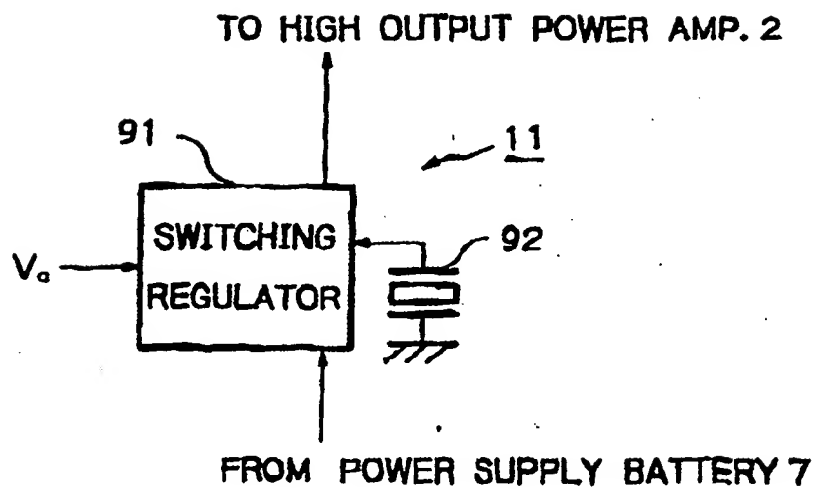 TO HIGH OUTPUT POWER AMP. 2
91
11
SWITCHING
REGULATOR
92
Va
FROM POWER SUPPLY BATTERY 7